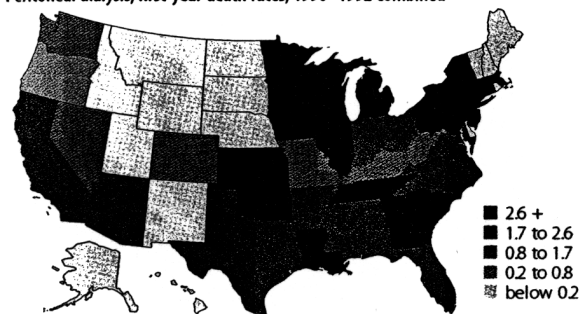 Peritoneal dialysis, first year death rates, 1990-1992 combined
2.6 +
1.7 to 2.6
0.8 to 1.7
0.2 to 0.8
below 0.2